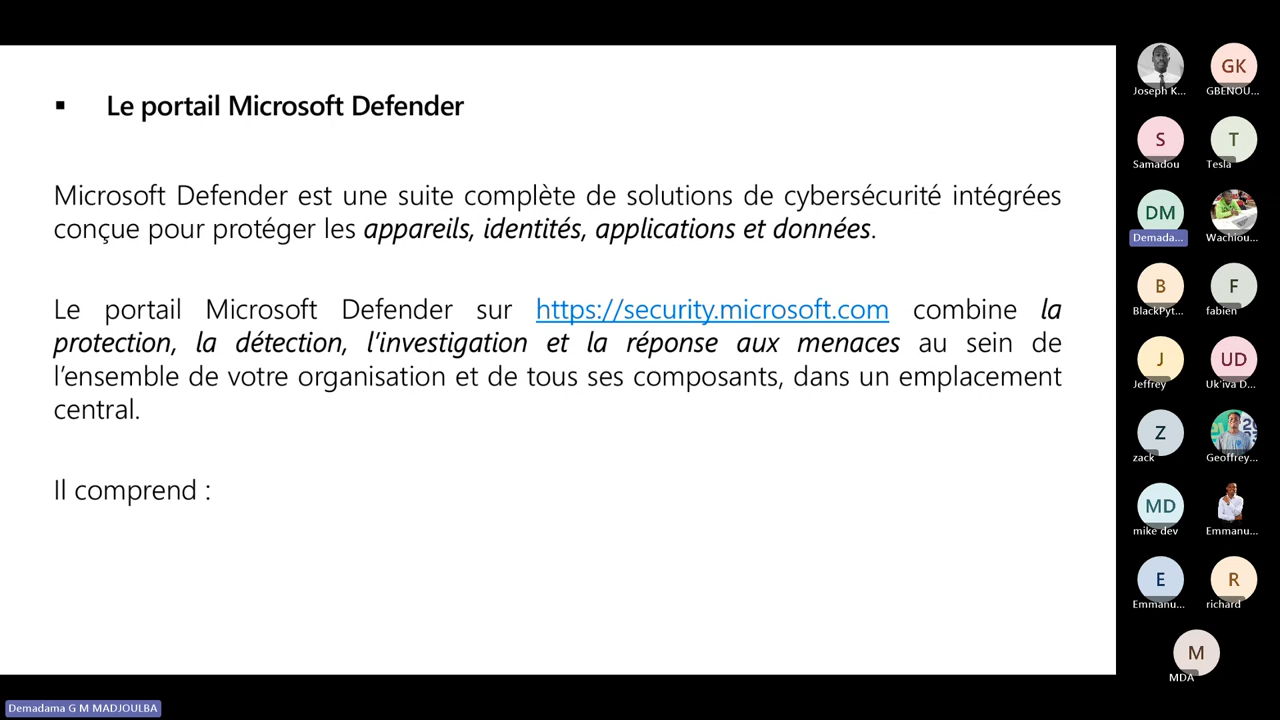 ▪ Le portail Microsoft Defender
Microsoft Defender est une suite complète de solutions de cybersécurité intégrées
conçue pour protéger les appareils, identités, applications et données.
Le portail Microsoft Defender sur https://security.microsoft.com combine la
protection, la détection, l'investigation et la réponse aux menaces au sein de
l’ensemble de votre organisation et de tous ses composants, dans un emplacement
central.
Il comprend :
Joseph K...
GK
GBENOU...
S
Samadou
T
Tesla
DM
Demada...
Wachiou...
B
BlackPyt...
F
fabien
J
Jeffrey
UD
Uk'iva D...
Z
zack
Geoffrey...
MD
mike dev
Emmanu...
E
Emmanu...
R
richard
M
MDA
Demadama G M MADJOULBA